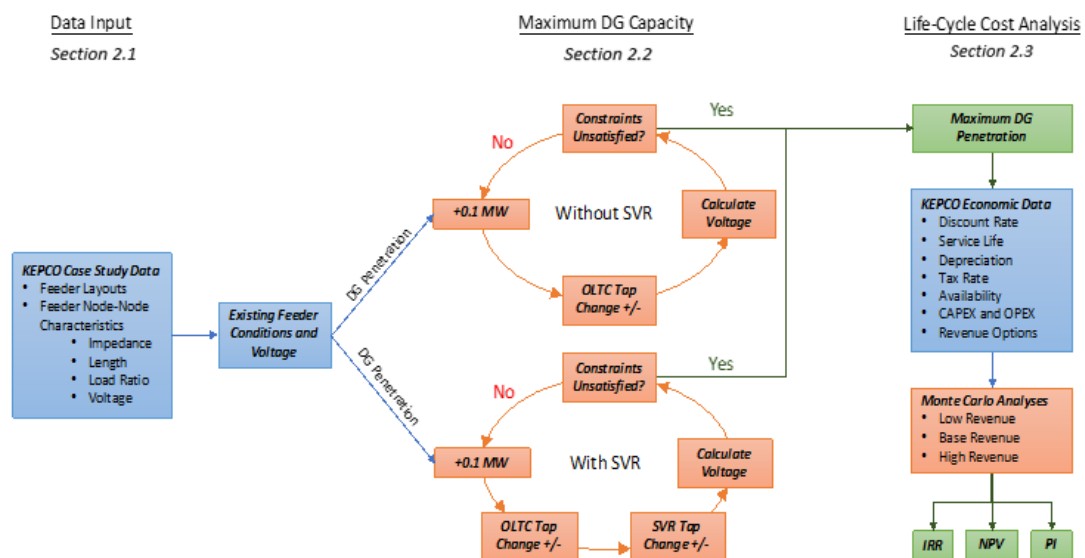 Data Input
Section 2.1
Maximum DG Capacity
Section 2.2
Life-Cycle Cost Analysis
Section 2.3
KEPCO Case Study Data
• Feeder Layouts
• Feeder Node-Node
Characteristics
• Impedance
• Length
• Load Ratio
• Voltage
Existing Feeder
Conditions and
Voltage
DG Penetration
DG Penetration
Constraints
Unsatisfied?
Yes
No
+0.1 MW
Without SVR
Calculate
Voltage
OLTC Tap
Change +/-
Constraints
Unsatisfied?
Yes
No
+0.1 MW
With SVR
Calculate
Voltage
OLTC Tap
Change +/-
SVR Tap
Change +/-
Maximum DG
Penetration
KEPCO Economic Data
• Discount Rate
• Service Life
• Depreciation
• Tax Rate
• Availability
• CAPEX and OPEX
• Revenue Options
Monte Carlo Analyses
• Low Revenue
• Base Revenue
• High Revenue
IRR
NPV
PI